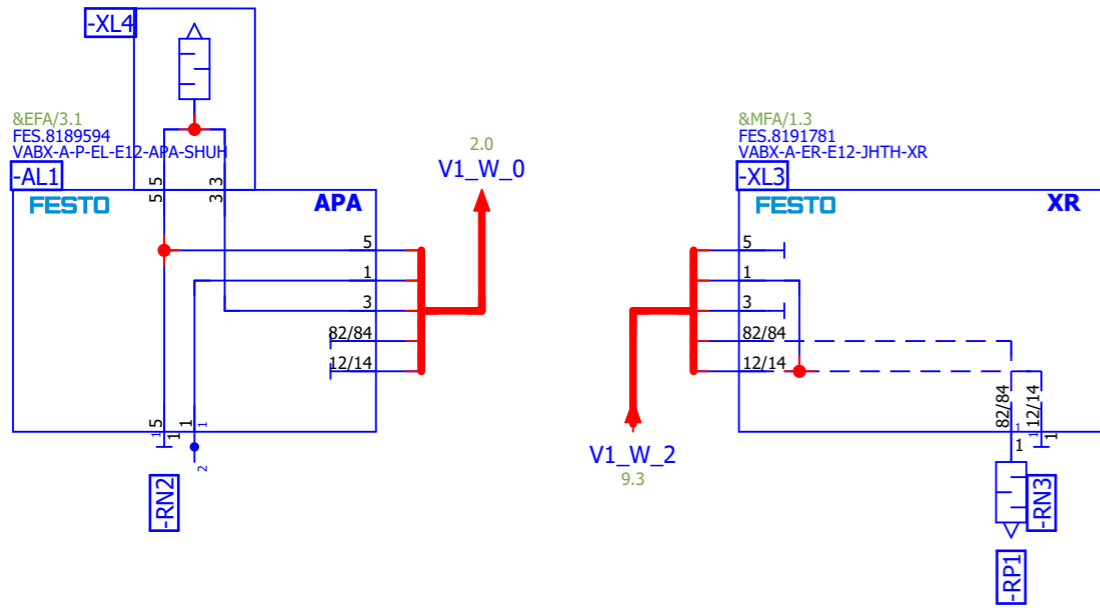 -XL4
&EFA/3.1
FES.8189594
VABX-A-P-EL-E12-APA-SHUH
-AL1
5 3
5 3
FESTO
APA
5
1
3
82/84
12/14
5 1
1 1 1
2
-RN2
2.0
V1_W_0
&MFA/1.3
FES.8191781
VABX-A-ER-E12-JHTH-XR
-XL3
FESTO
XR
5
1
3
82/84
12/14
82/84
12/14
1 1
1 1
V1_W_2
9.3
-RN3
-RP1